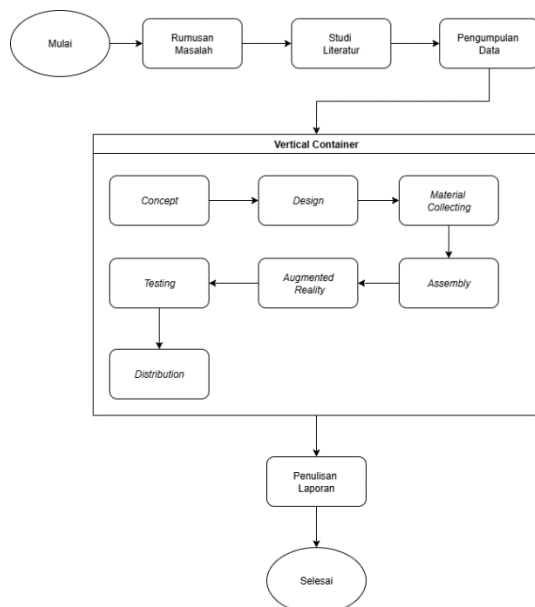 Mulai
Rumusan
Masalah
Studi
Literatur
Pengumpulan
Data
Vertical Container
Concept
Design
Material
Collecting
Assembly
Augmented
Reality
Testing
Distribution
Penulisan
Laporan
Selesai